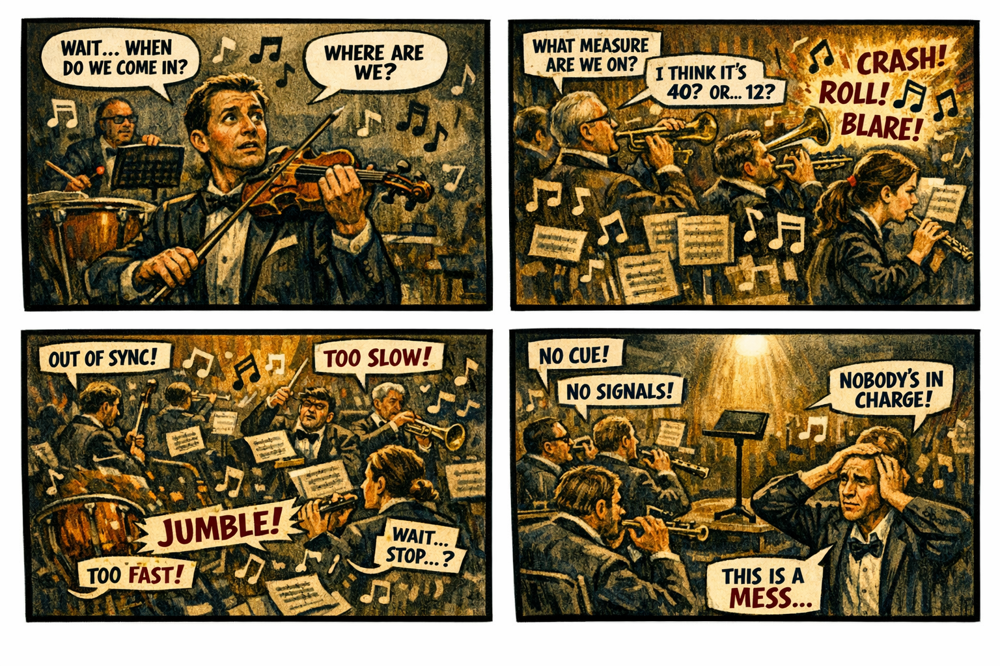 WAIT... WHEN
DO WE COME IN?
WHERE ARE
WE?
WHAT MEASURE
ARE WE ON?
I THINK IT'S
40? OR... 12?
CRASH!
ROLL!
BLARE!
OUT OF SYNC!
TOO SLOW!
JUMBLE!
WAIT...
STOP...?
TOO FAST!
NO CUE!
NO SIGNALS!
NOBODY'S IN
CHARGE!
THIS IS A
MESS...